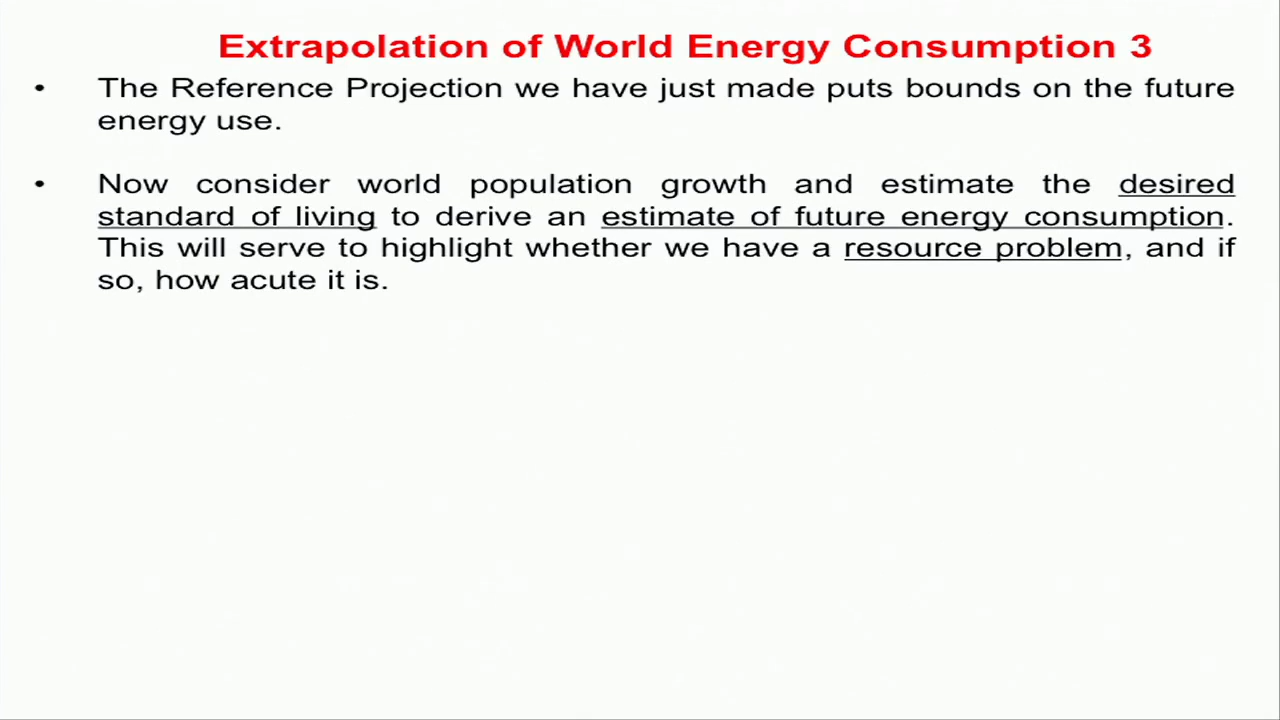 Extrapolation of World Energy Consumption 3
• The Reference Projection we have just made puts bounds on the future
energy use.
• Now consider world population growth and estimate the desired
standard of living to derive an estimate of future energy consumption.
This will serve to highlight whether we have a resource problem, and if
so, how acute it is.